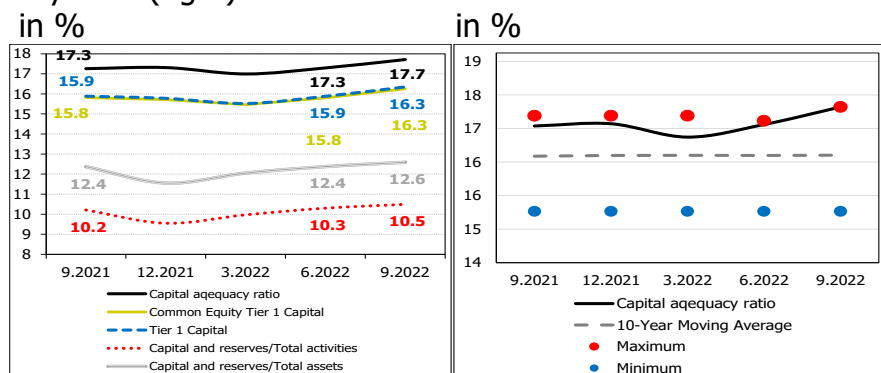 in %
in %
18
17
16
15
14
13
12
11
10
9
8
17.3
17.3
17.7
15.9
15.9
16.3
15.8
15.8
16.3
12.4
12.4
12.6
10.2
10.3
10.5
9.2021 12.2021 3.2022 6.2022 9.2022
Capital aqequacy ratio
Common Equity Tier 1 Capital
Tier 1 Capital
Capital and reserves/Total activities
Capital and reserves/Total assets
19
18
17
16
16
15
14
9.2021 12.2021 3.2022 6.2022 9.2022
Capital aqequacy ratio
10-Year Moving Average
Maximum
Minimum